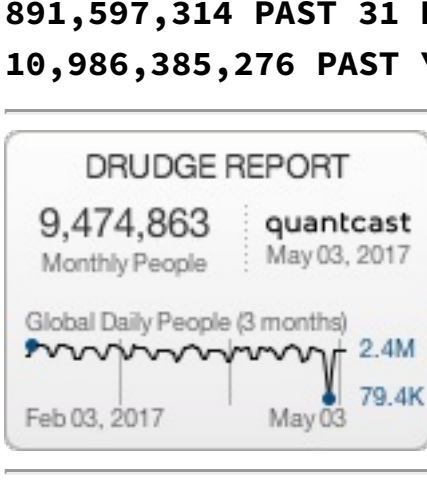 891,597,314 PAST 31
10,986,385,276 PAST
DRUDGE REPORT
9,474,863
Monthly People
quantcast
May 03, 2017
Global Daily People (3 months)
2.4M
79.4K
Feb 03, 2017
May 03